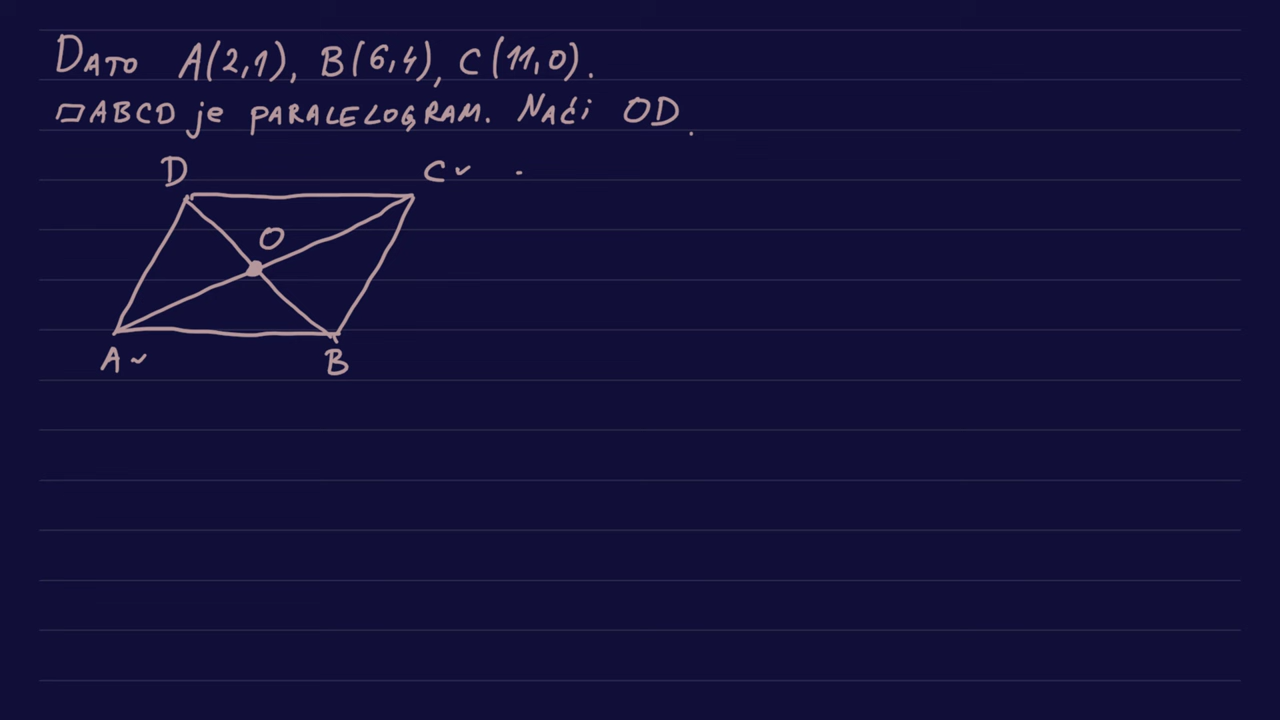 Dato A(2,1), B(6,4), C(11,0).
▱ABCD je paralelogram. Naći OD.
D C
O
A B